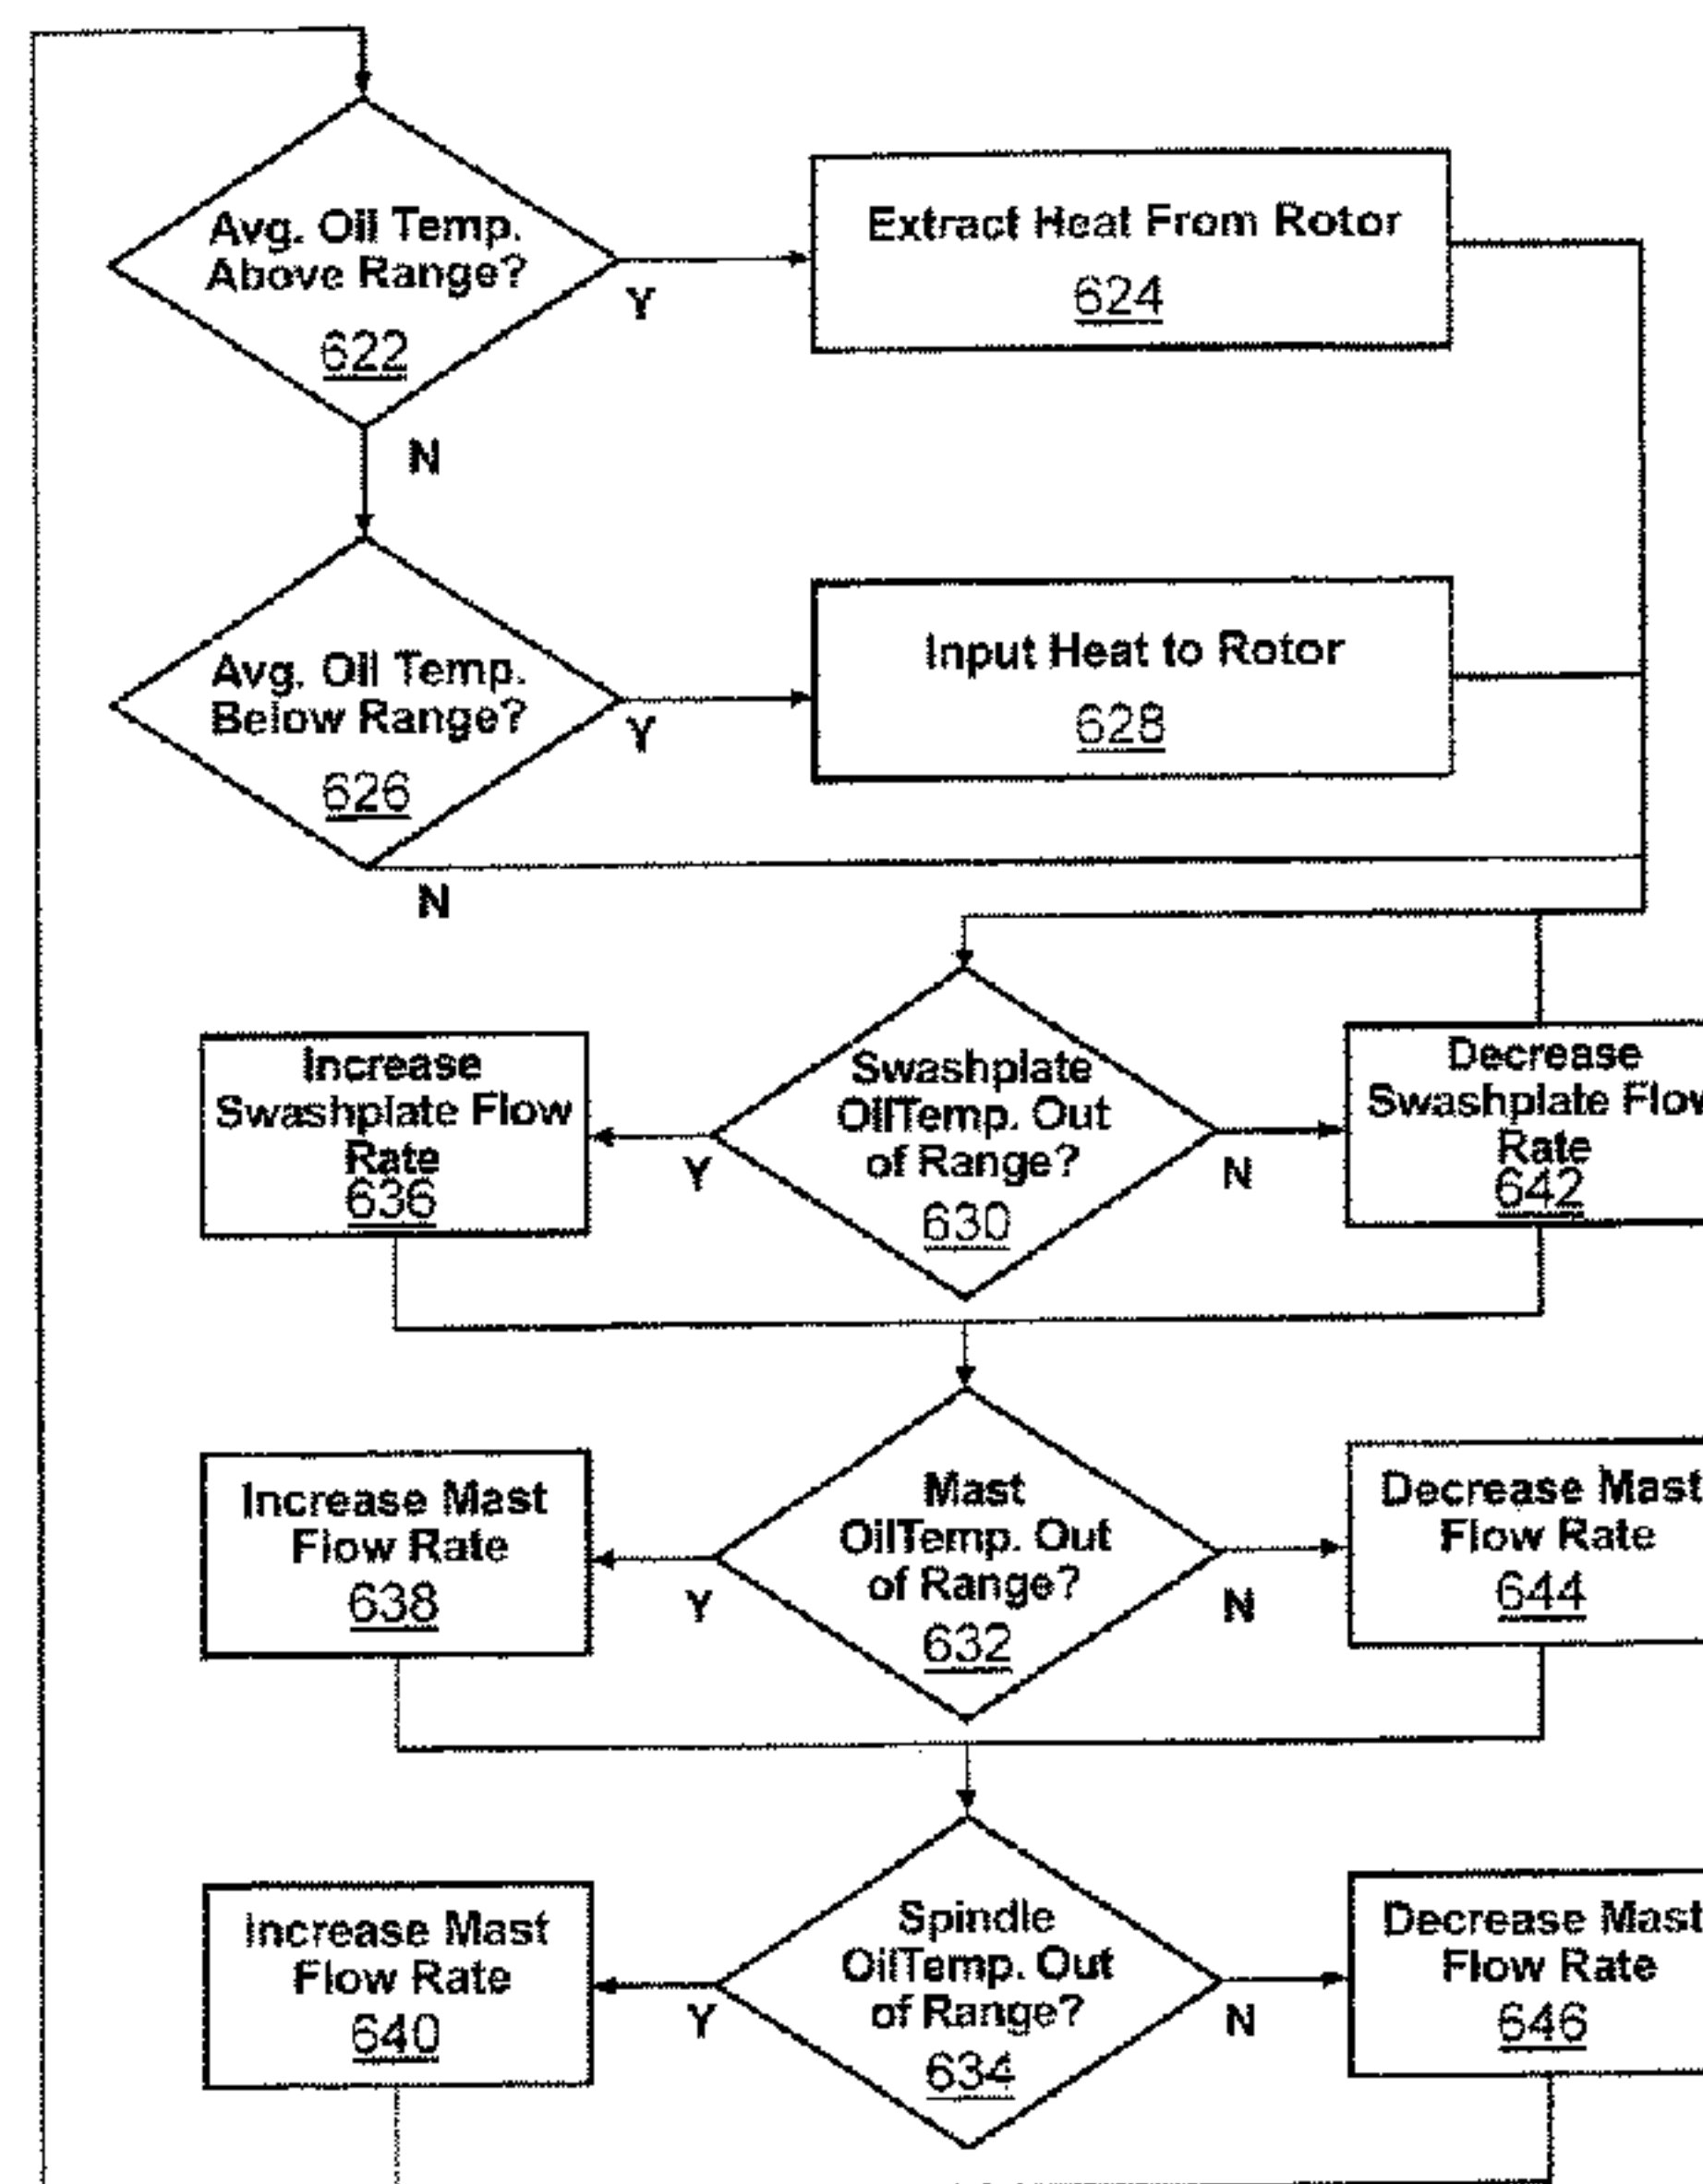 Avg. Oil Temp.
Above Range?
622
Y
N
Extract Heat From Rotor
624
Avg. Oil Temp.
Below Range?
626
Y
N
Input Heat to Rotor
628
Increase
Swashplate Flow
Rate
636
Y
Swashplate
OilTemp. Out
of Range?
630
N
Decrease
Swashplate Flow
Rate
642
Increase Mast
Flow Rate
638
Y
Mast
OilTemp. Out
of Range?
632
N
Decrease Mast
Flow Rate
644
Increase Mast
Flow Rate
640
Y
Spindle
OilTemp. Out
of Range?
634
N
Decrease Mast
Flow Rate
646